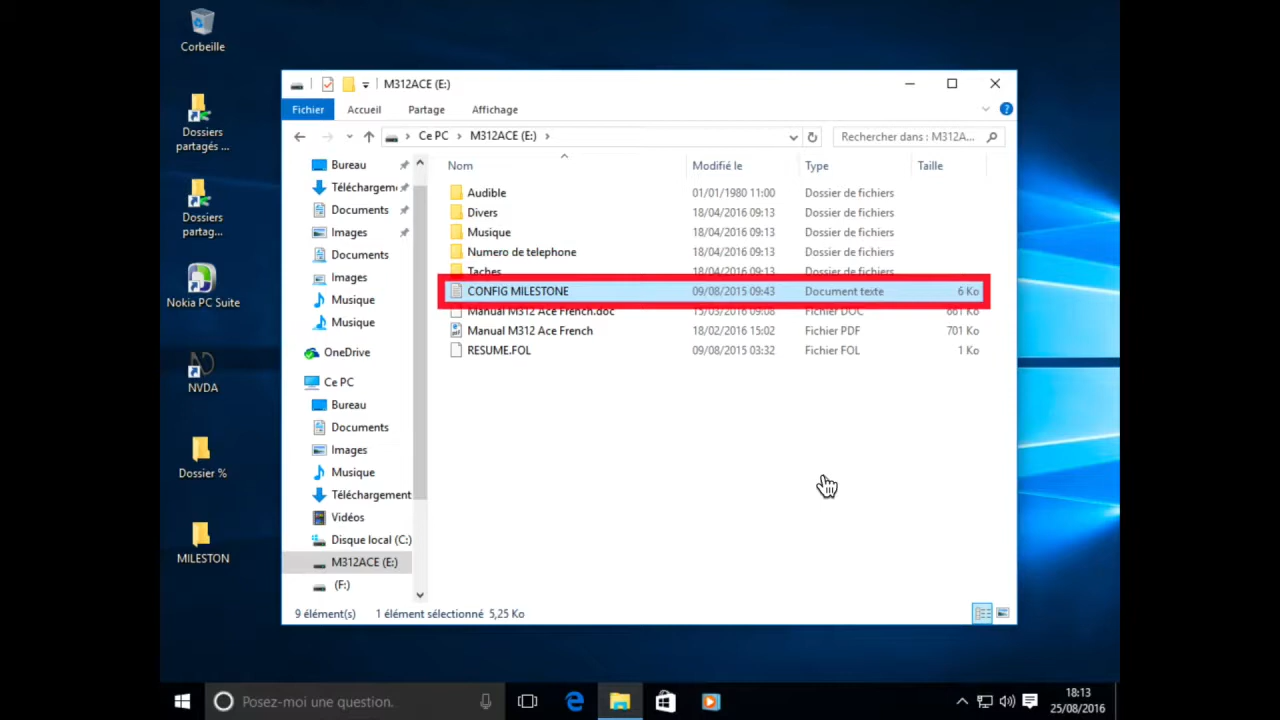 Corbeille
Dossiers
partagés ...
Dossiers
partag...
Nokia PC Suite
NVDA
Dossier %
MILESTON
M312ACE (E:)
Fichier
Accueil
Partage
Affichage
Ce PC
M312ACE (E:)
Rechercher dans : M312A...
Bureau
Téléchargem
Documents
Images
Documents
Images
Musique
Musique
OneDrive
Ce PC
Bureau
Documents
Images
Musique
Téléchargement
Vidéos
Disque local (C:)
M312ACE (E:)
(F:)
Nom Modifié le Type Taille
Audible 01/01/1980 11:00 Dossier de fichiers
Divers 18/04/2016 09:13 Dossier de fichiers
Musique 18/04/2016 09:13 Dossier de fichiers
Numero de telephone 18/04/2016 09:13 Dossier de fichiers
Taches 18/04/2016 09:13 Dossier de fichiers
CONFIG MILESTONE 09/08/2015 09:43 Document texte 6 Ko
Manual M312 Ace French.doc 15/03/2016 09:08 Fichier DOC 661 Ko
Manual M312 Ace French 18/02/2016 15:02 Fichier PDF 701 Ko
RESUME.FOL 09/08/2015 03:32 Fichier FOL 1 Ko
9 élément(s) 1 élément sélectionné 5,25 Ko
Posez-moi une question.
18:13
25/08/2016